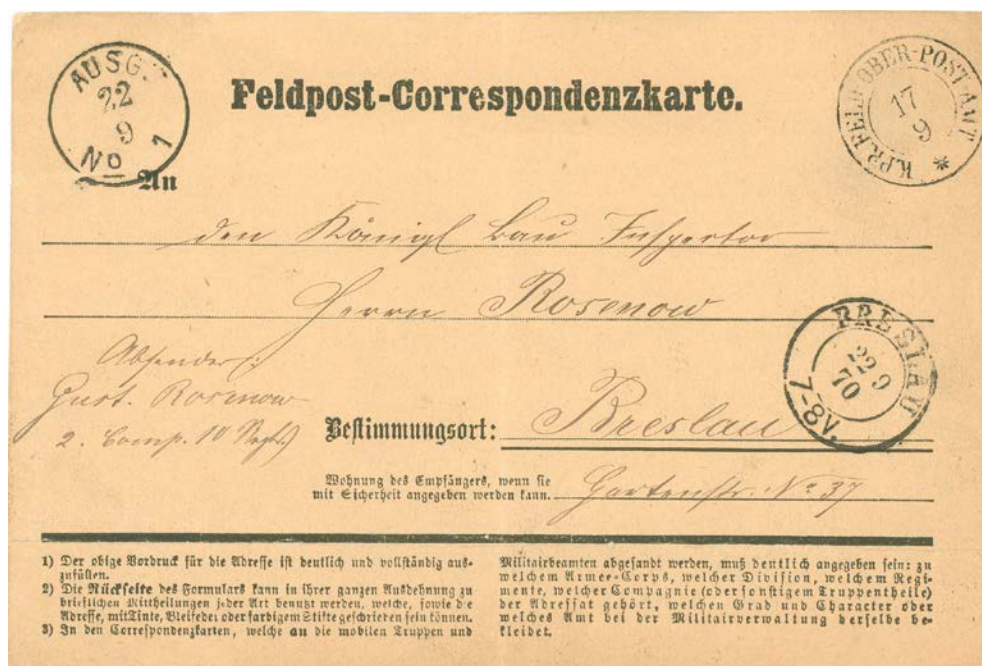 AUSG.
22
9
No 1
Feldpost-Correspondenzkarte.
K.PR.FELD-OBER-POST-AMT
17
9
An
den Königl Bau Inspector
Herrn Rosenow
Absender:
Gust. Rosenow
2. Comp. 10 Regt.
BRESLAU
22 9
70
V.8-7
Bestimmungsort: Breslau
Wohnung des Empfängers, wenn sie
mit Sicherheit angegeben werden kann. Gartenstr. No 37
1) Der obige Vordruck für die Adresse ist deutlich und vollständig aus-
zufüllen.
2) Die Rückseite des Formulars kann in ihrer ganzen Ausdehnung zu
brieflichen Mittheilungen jeder Art benutzt werden, welche, sowie die
Adresse, mit Tinte, Bleifeder oder farbigem Stifte geschrieben sein können.
3) In den Correspondenzkarten, welche an die mobilen Truppen und
Militairbeamten abgesandt werden, muß deutlich angegeben sein: zu
welchem Armee-Corps, welcher Division, welchem Regi-
mente, welcher Compagnie (oder sonstigem Truppentheile)
der Adressat gehört, welchen Grad und Character oder
welches Amt bei der Militairverwaltung derselbe be-
kleidet.